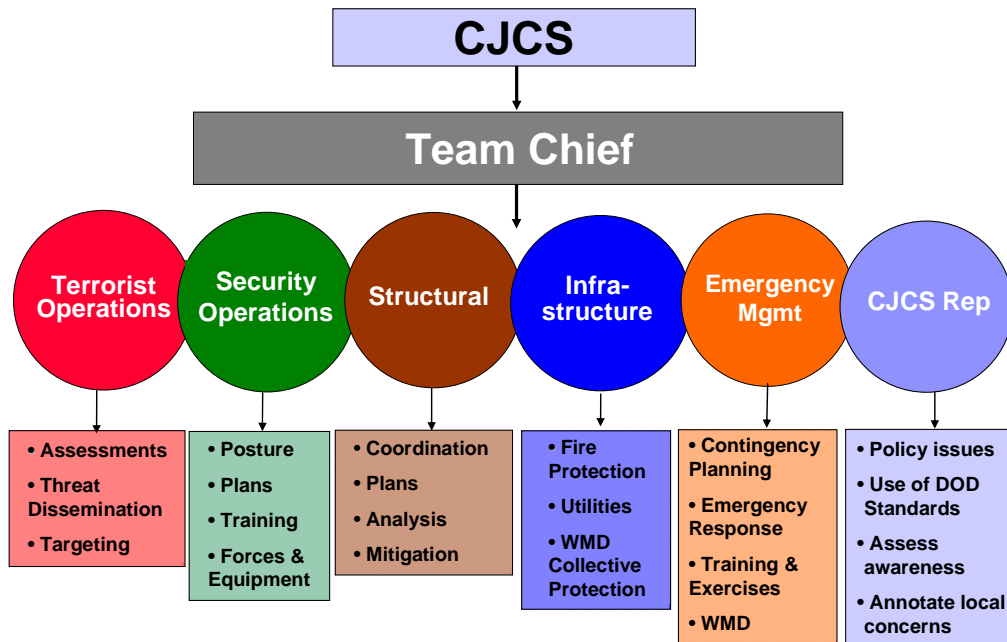 CJCS
Team Chief
Terrorist
Operations
Security
Operations
Structural
Infra-
structure
Emergency
Mgmt
CJCS Rep
• Assessments
• Threat
Dissemination
• Targeting
• Posture
• Plans
• Training
• Forces &
Equipment
• Coordination
• Plans
• Analysis
• Mitigation
• Fire
Protection
• Utilities
• WMD
Collective
Protection
• Contingency
Planning
• Emergency
Response
• Training &
Exercises
• WMD
• Policy issues
• Use of DOD
Standards
• Assess
awareness
• Annotate local
concerns